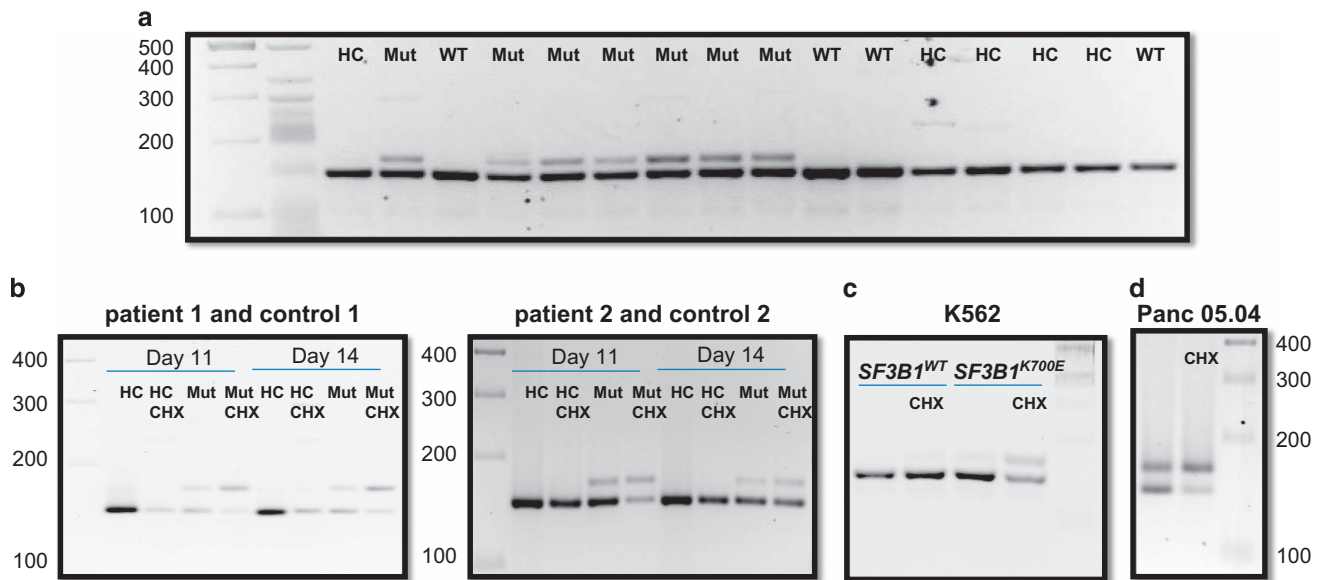 a
500
400
300
200
100
HC Mut WT Mut Mut Mut Mut Mut Mut WT WT HC HC HC HC WT
b
patient 1 and control 1
400
300
200
100
Day 11 Day 14
HC HC CHX Mut Mut CHX HC HC CHX Mut Mut CHX
patient 2 and control 2
400
300
200
100
Day 11 Day 14
HC HC CHX Mut Mut CHX HC HC CHX Mut Mut CHX
c
K562
SF3B1WT SF3B1K700E
CHX CHX
d
Panc 05.04
CHX
400
300
200
100